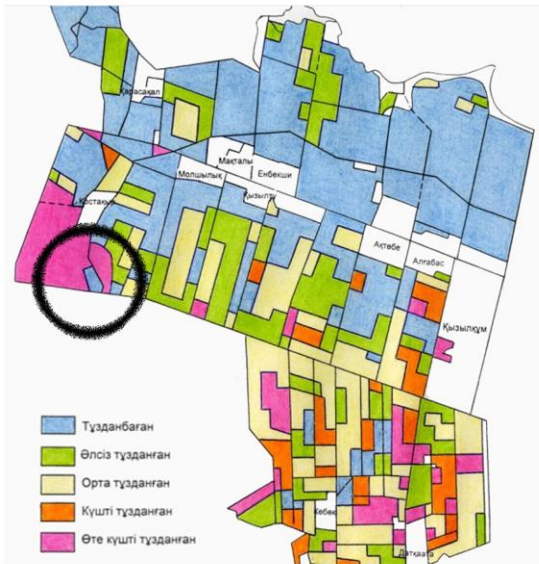 Қарасақал
Мақталы
Молшылық
Енбекши
Қостақыр
Қызылту
Ақтөбе
Алғабас
Қызылқұм
Тұзданбаған
Әлсіз тұзданған
Орта тұзданған
Күшті тұзданған
Өте күшті тұзданған
Көбек
Датқаата